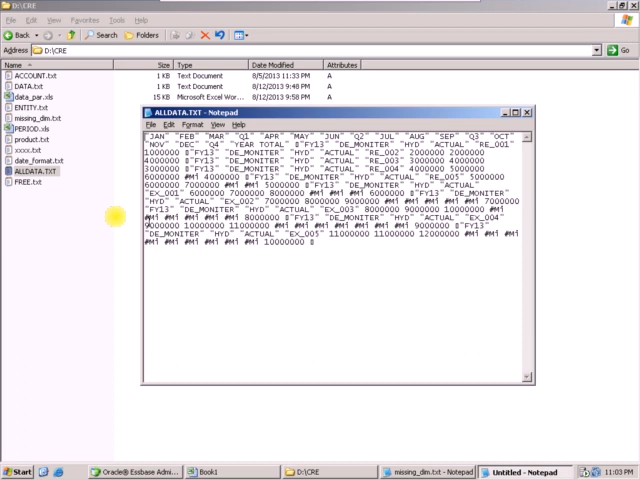 D:\CRE
File Edit View Favorites Tools Help
Back Search Folders
Address D:\CRE Go
Name Size Type Date Modified Attributes
ACCOUNT.txt 1 KB Text Document 8/5/2013 11:33 PM A
DATA.txt 1 KB Text Document 8/12/2013 9:48 PM A
data_par.xls 15 KB Microsoft Excel Wor... 8/12/2013 9:58 PM A
ENTITY.txt
missing_dim.txt
PERIOD.xls
product.txt
xxxx.txt
date_format.txt
ALLDATA.TXT
FREE.txt
ALLDATA.TXT - Notepad
File Edit Format View Help
"JAN" "FEB" "MAR" "Q1" "APR" "MAY" "JUN" "Q2" "JUL" "AUG" "SEP" "Q3" "OCT"
"NOV" "DEC" "Q4" "YEAR TOTAL" "FY13" "DE_MONITER" "HYD" "ACTUAL" "RE_001"
1000000 "FY13" "DE_MONITER" "HYD" "ACTUAL" "RE_002" 2000000 2000000
4000000 "FY13" "DE_MONITER" "HYD" "ACTUAL" "RE_003" 3000000 4000000
3000000 "FY13" "DE_MONITER" "HYD" "ACTUAL" "RE_004" 4000000 5000000
6000000 #Mi 4000000 "FY13" "DE_MONITER" "HYD" "ACTUAL" "RE_005" 5000000
6000000 7000000 #Mi #Mi 5000000 "FY13" "DE_MONITER" "HYD" "ACTUAL"
"EX_001" 6000000 7000000 8000000 #Mi #Mi #Mi 6000000 "FY13" "DE_MONITER"
"HYD" "ACTUAL" "EX_002" 7000000 8000000 9000000 #Mi #Mi #Mi #Mi 7000000
"FY13" "DE_MONITER" "HYD" "ACTUAL" "EX_003" 8000000 9000000 10000000 #Mi
#Mi #Mi #Mi #Mi 8000000 "FY13" "DE_MONITER" "HYD" "ACTUAL" "EX_004"
9000000 10000000 11000000 #Mi #Mi #Mi #Mi #Mi #Mi 9000000 "FY13"
"DE_MONITER" "HYD" "ACTUAL" "EX_005" 11000000 11000000 12000000 #Mi #Mi #Mi
#Mi #Mi #Mi #Mi #Mi #Mi 10000000
Start Oracle® Essbase Admi... Book1 D:\CRE missing_dim.txt - Notepad Untitled - Notepad 11:03 PM